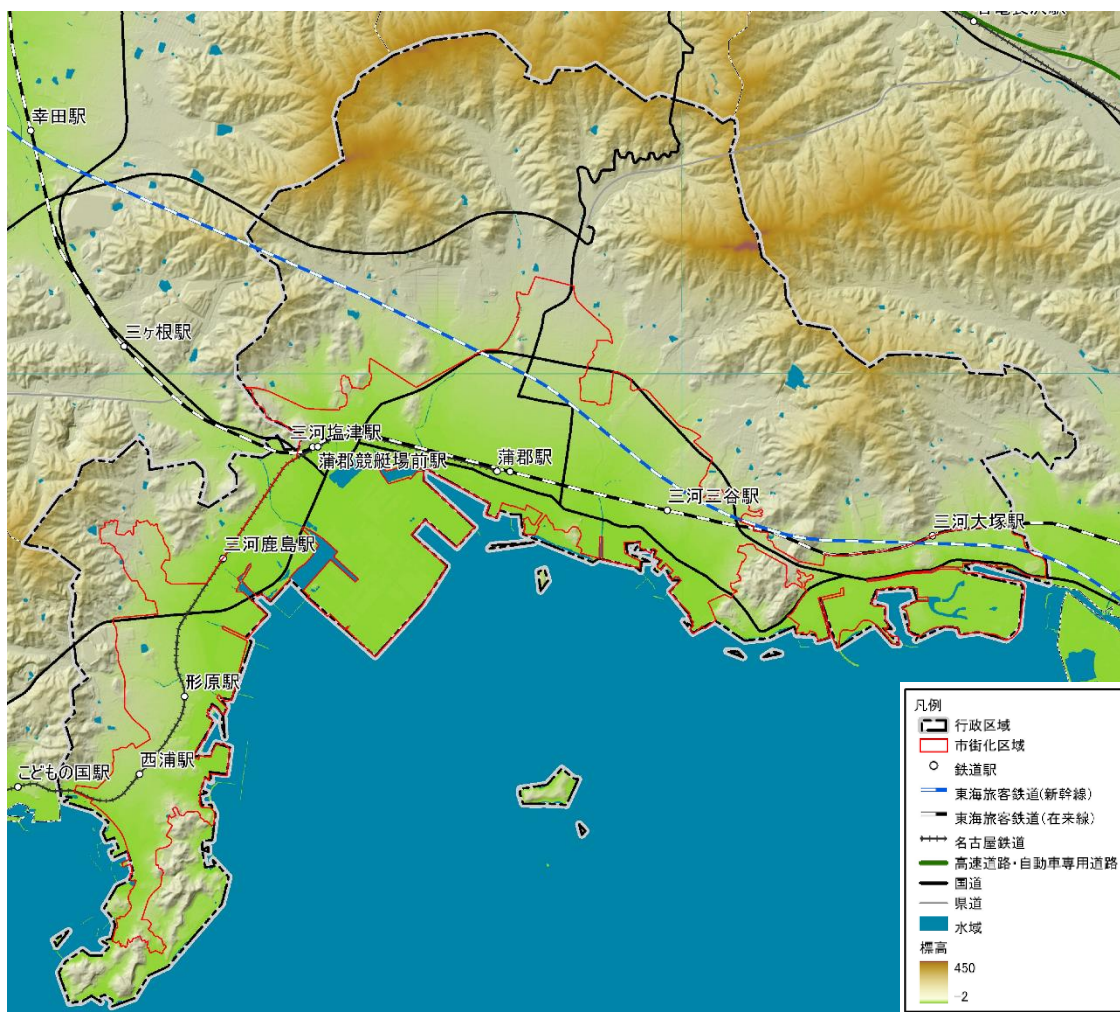 幸田駅
三ヶ根駅
三河塩津駅
蒲郡競艇場前駅
蒲郡駅
三河三谷駅
三河大塚駅
三河鹿島駅
形原駅
西浦駅
こどもの国駅
凡例
行政区域
市街化区域
鉄道駅
東海旅客鉄道(新幹線)
東海旅客鉄道(在来線)
名古屋鉄道
高速道路・自動車専用道路
国道
県道
水域
標高
450
-2